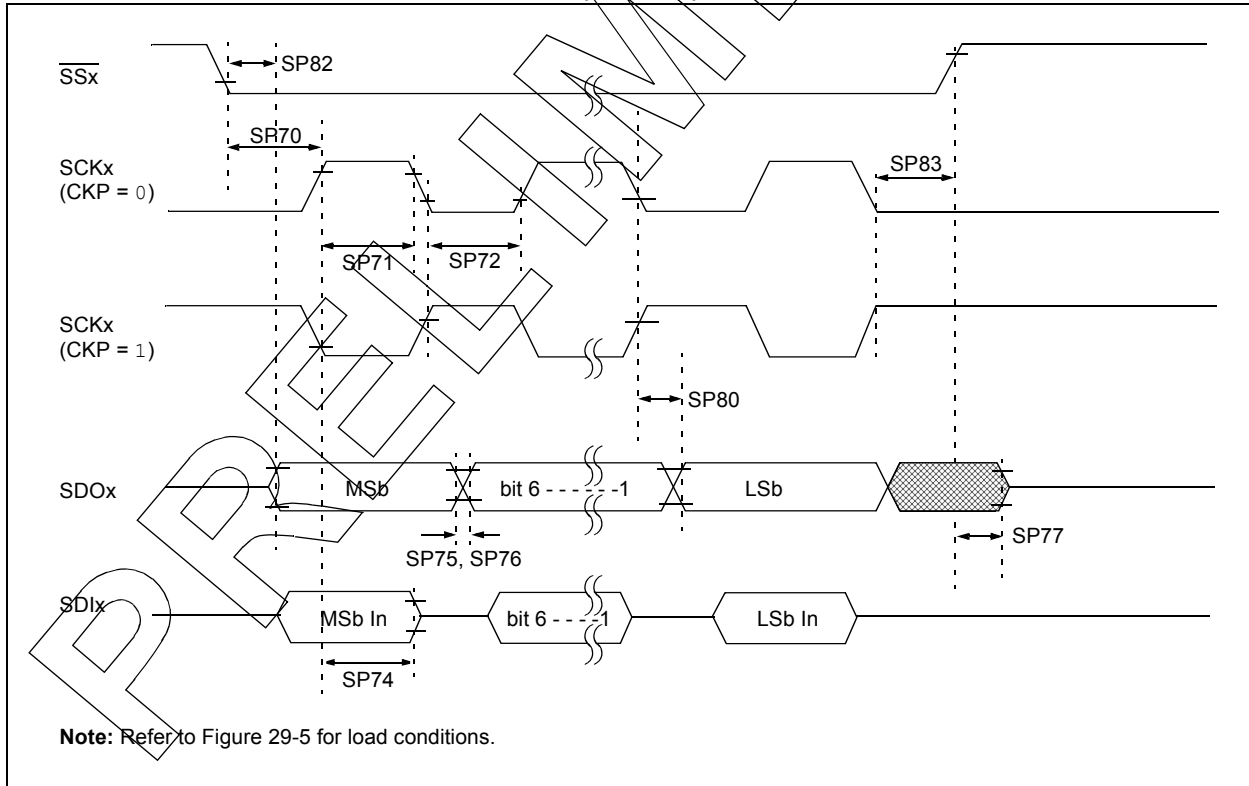 SSx
SP82
SP70
SCKx
(CKP = 0)
SP83
SP71
SP72
SCKx
(CKP = 1)
SP80
SDOx
MSb
bit 6 - - - - - -1
LSb
SP75, SP76
SP77
SDIx
MSb In
bit 6 - - - -1
LSb In
SP74
Note: Refer to Figure 29-5 for load conditions.
PRELIM